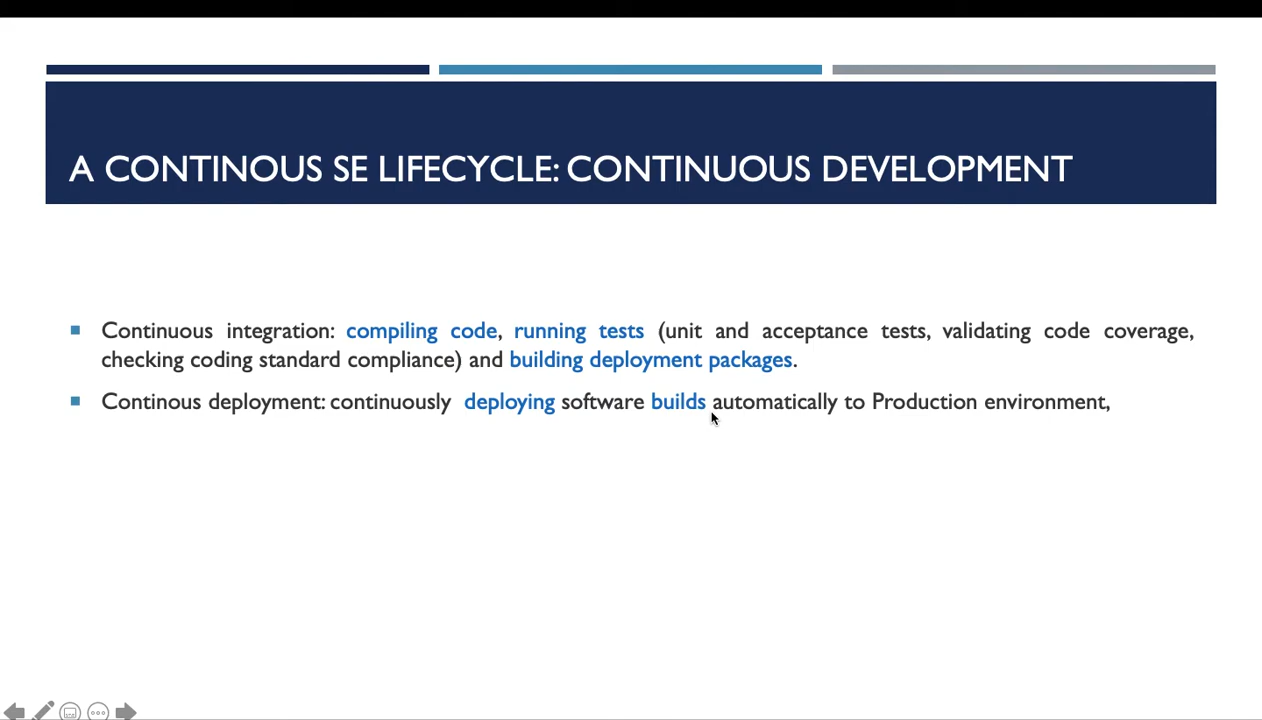 A CONTINOUS SE LIFECYCLE: CONTINUOUS DEVELOPMENT
Continuous integration: compiling code, running tests (unit and acceptance tests, validating code coverage,
checking coding standard compliance) and building deployment packages.
Continous deployment: continuously deploying software builds automatically to Production environment,